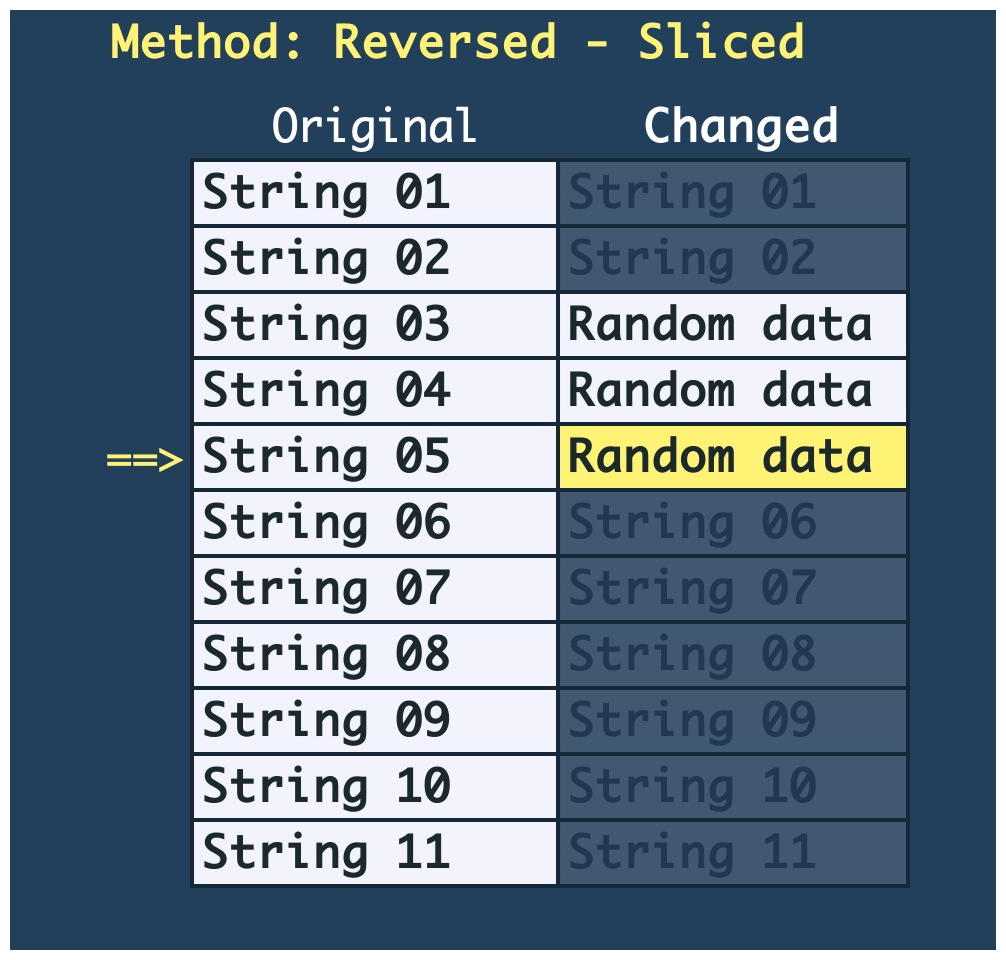 Method: Reversed - Sliced
Original Changed
String 01 String 01
String 02 String 02
String 03 Random data
String 04 Random data
==> String 05 Random data
String 06 String 06
String 07 String 07
String 08 String 08
String 09 String 09
String 10 String 10
String 11 String 11